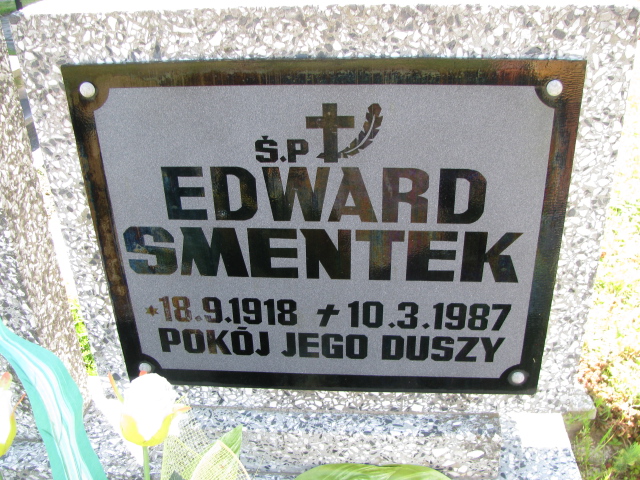 Ś.P
EDWARD
SMENTEK
*18.9.1918 ✝10.3.1987
POKÓJ JEGO DUSZY